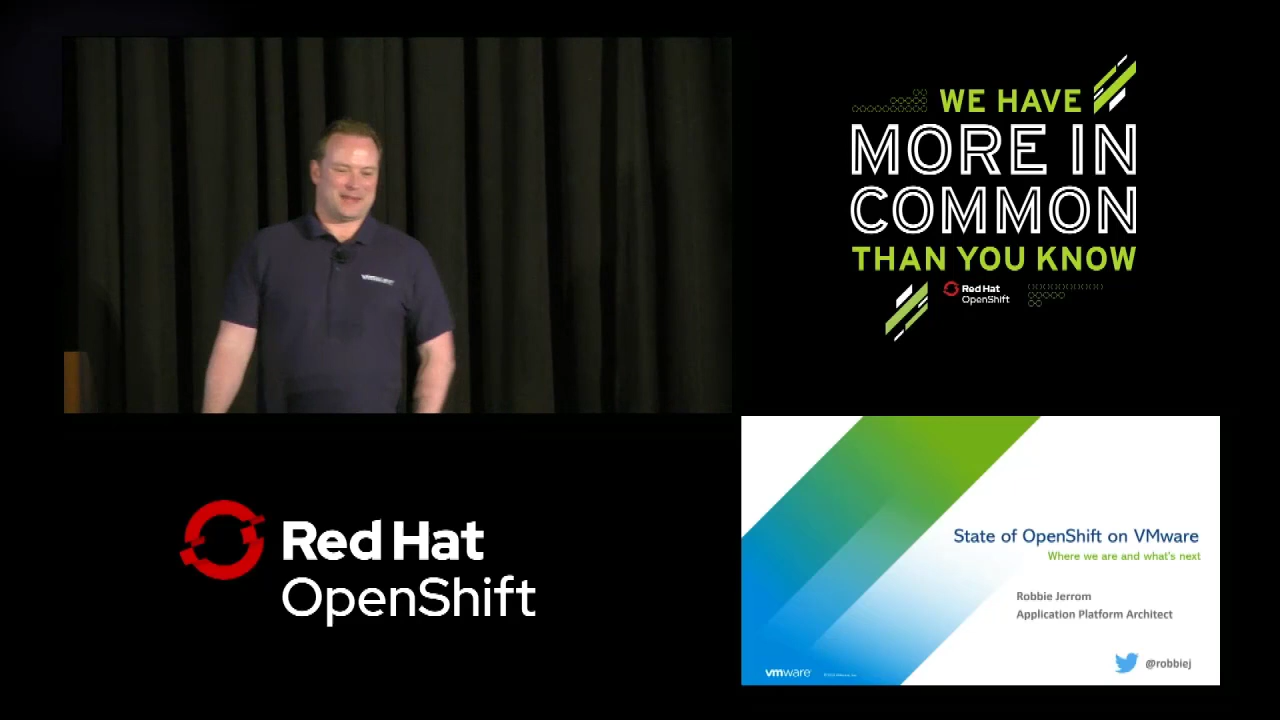 WE HAVE
MORE IN
COMMON
THAN YOU KNOW
Red Hat
OpenShift
vmware
Red Hat
OpenShift
State of OpenShift on VMware
Where we are and what's next
Robbie Jerrom
Application Platform Architect
@robbiej
vmware